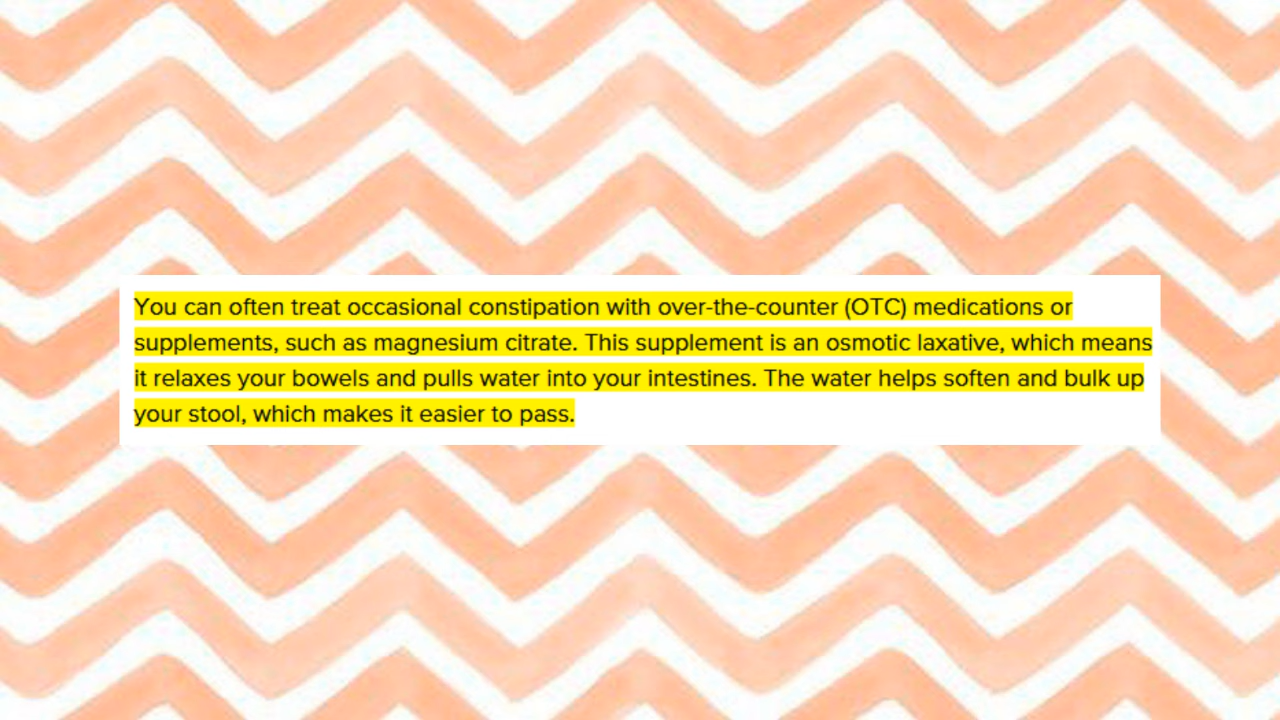 You can often treat occasional constipation with over-the-counter (OTC) medications or
supplements, such as magnesium citrate. This supplement is an osmotic laxative, which means
it relaxes your bowels and pulls water into your intestines. The water helps soften and bulk up
your stool, which makes it easier to pass.